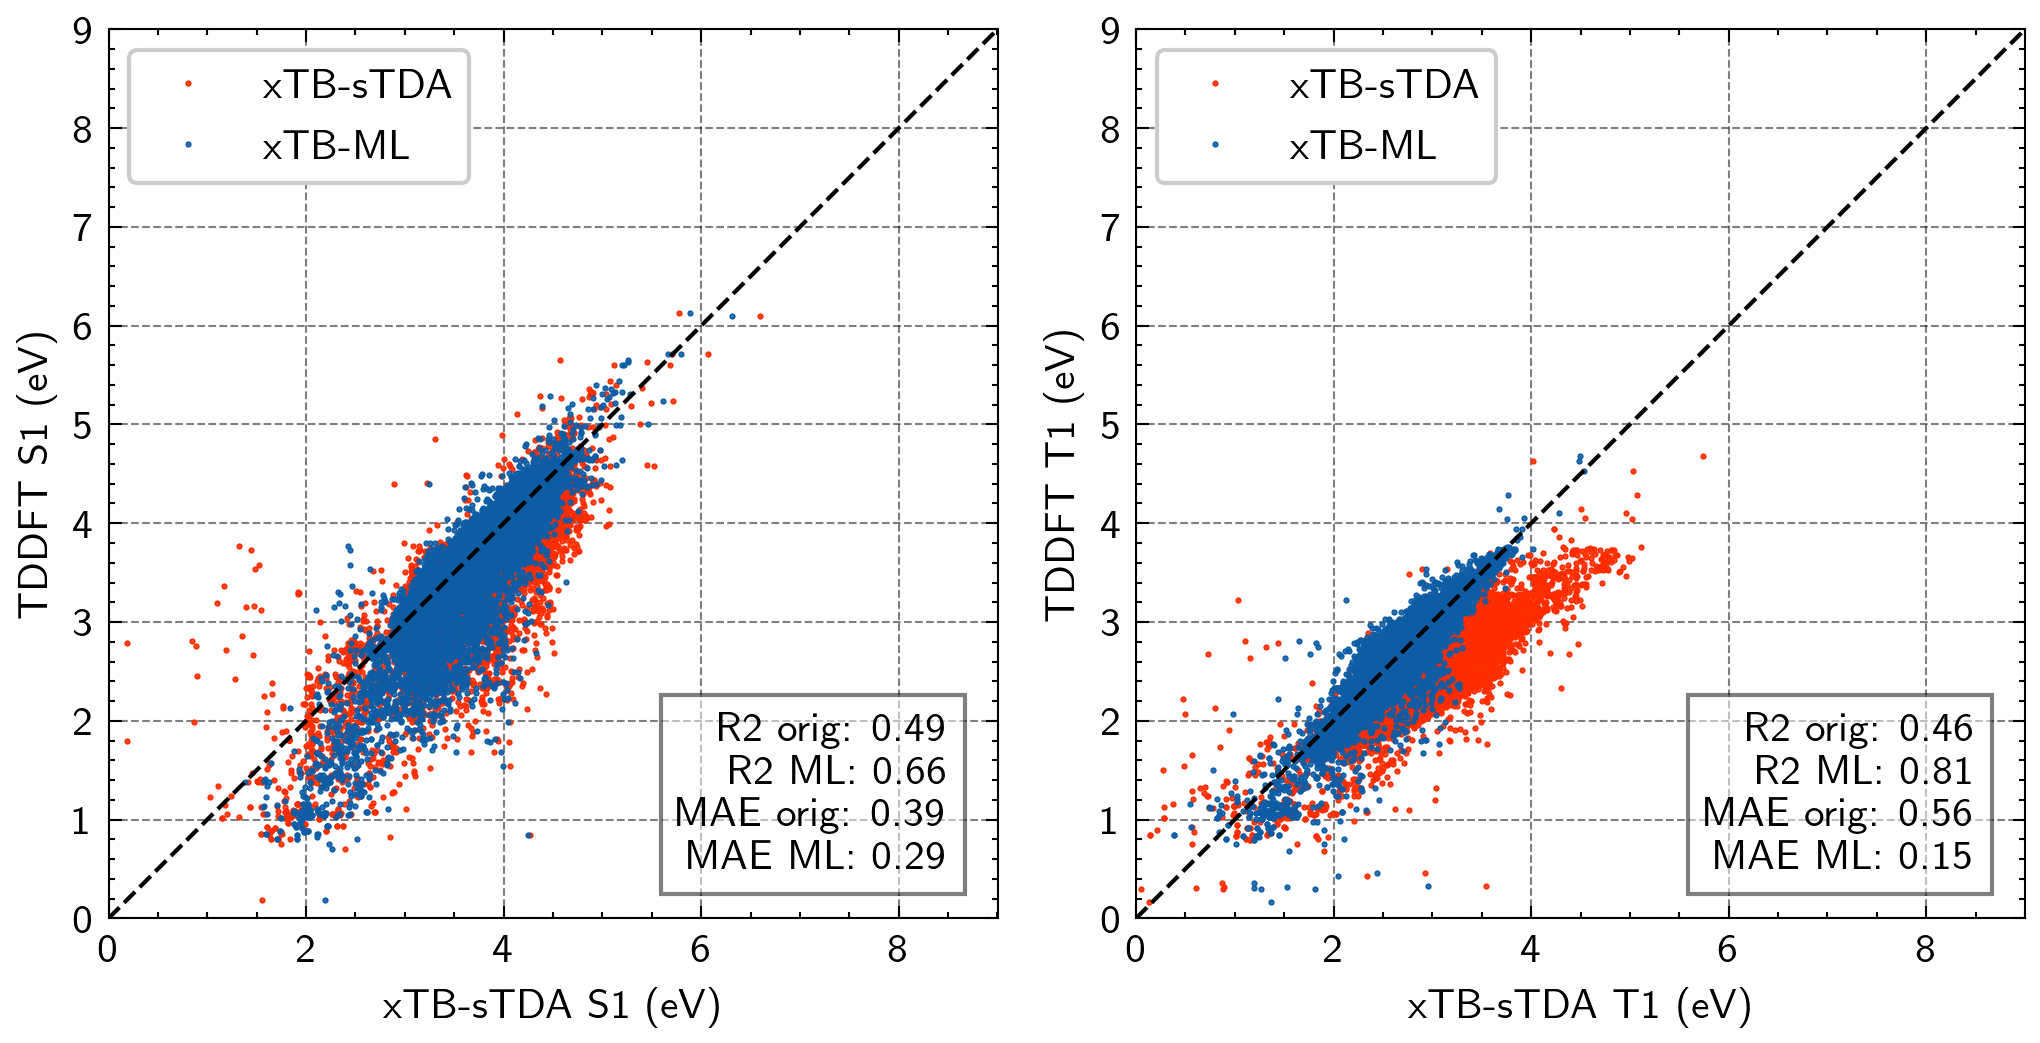 9
8
7
6
5
4
3
2
1
0
0
2
4
6
8
TDDFT S1 (eV)
xTB-sTDA S1 (eV)
xTB-sTDA
xTB-ML
R2 orig: 0.49
R2 ML: 0.66
MAE orig: 0.39
MAE ML: 0.29
9
8
7
6
5
4
3
2
1
0
0
2
4
6
8
TDDFT T1 (eV)
xTB-sTDA T1 (eV)
xTB-sTDA
xTB-ML
R2 orig: 0.46
R2 ML: 0.81
MAE orig: 0.56
MAE ML: 0.15